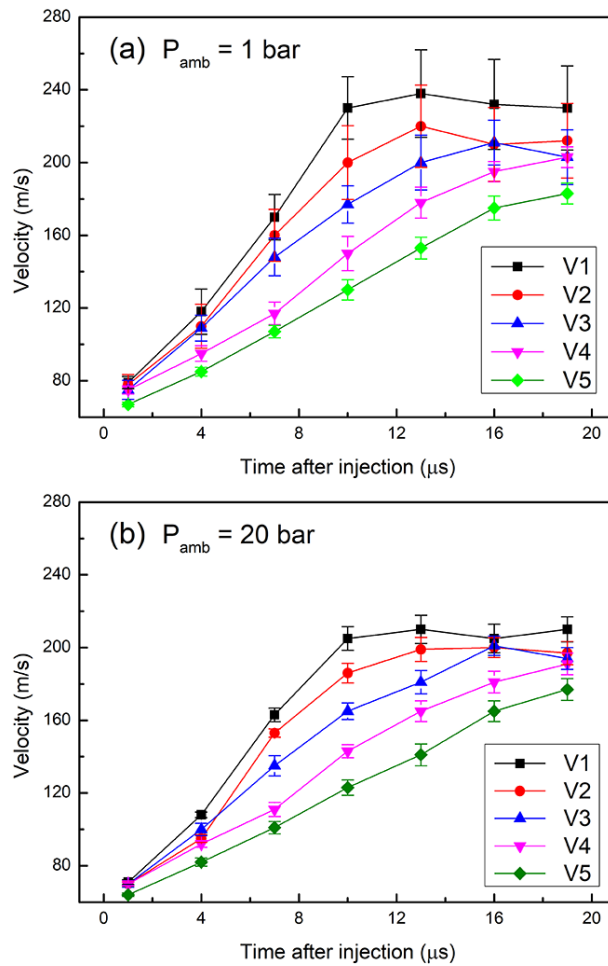 280
(a) P_amb = 1 bar
240
200
160
120
80
Velocity (m/s)
V1
V2
V3
V4
V5
0 4 8 12 16 20
Time after injection (μs)
280
(b) P_amb = 20 bar
240
200
160
120
80
Velocity (m/s)
V1
V2
V3
V4
V5
0 4 8 12 16 20
Time after injection (μs)